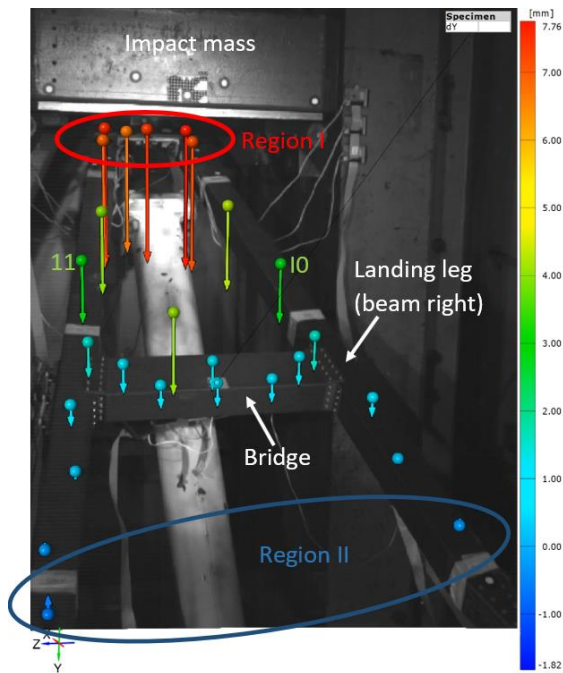 [mm]
Specimen
dY
7.76
Impact mass
7.00
6.00
Region I
5.00
11
I0
Landing leg
(beam right)
4.00
3.00
2.00
1.00
Bridge
0.00
Region II
-1.00
-1.82
X
Z
Y